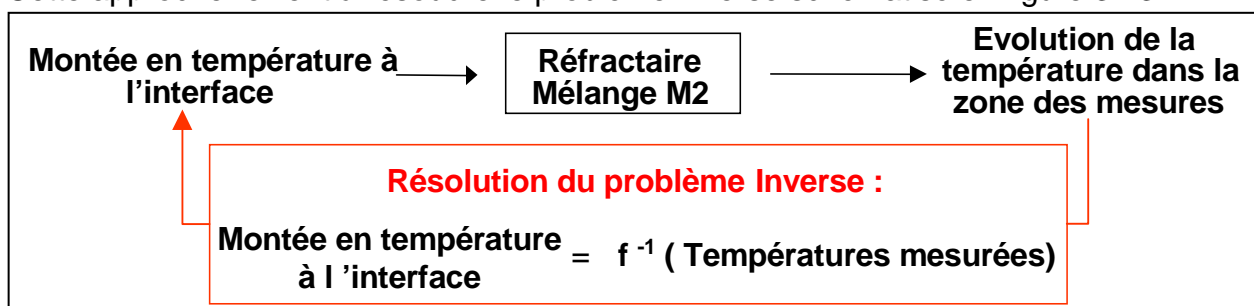 Montée en température à
l'interface
Réfractaire
Mélange M2
Evolution de la
température dans la
zone des mesures
Résolution du problème Inverse :
Montée en température
à l 'interface
= f -1 ( Températures mesurées)